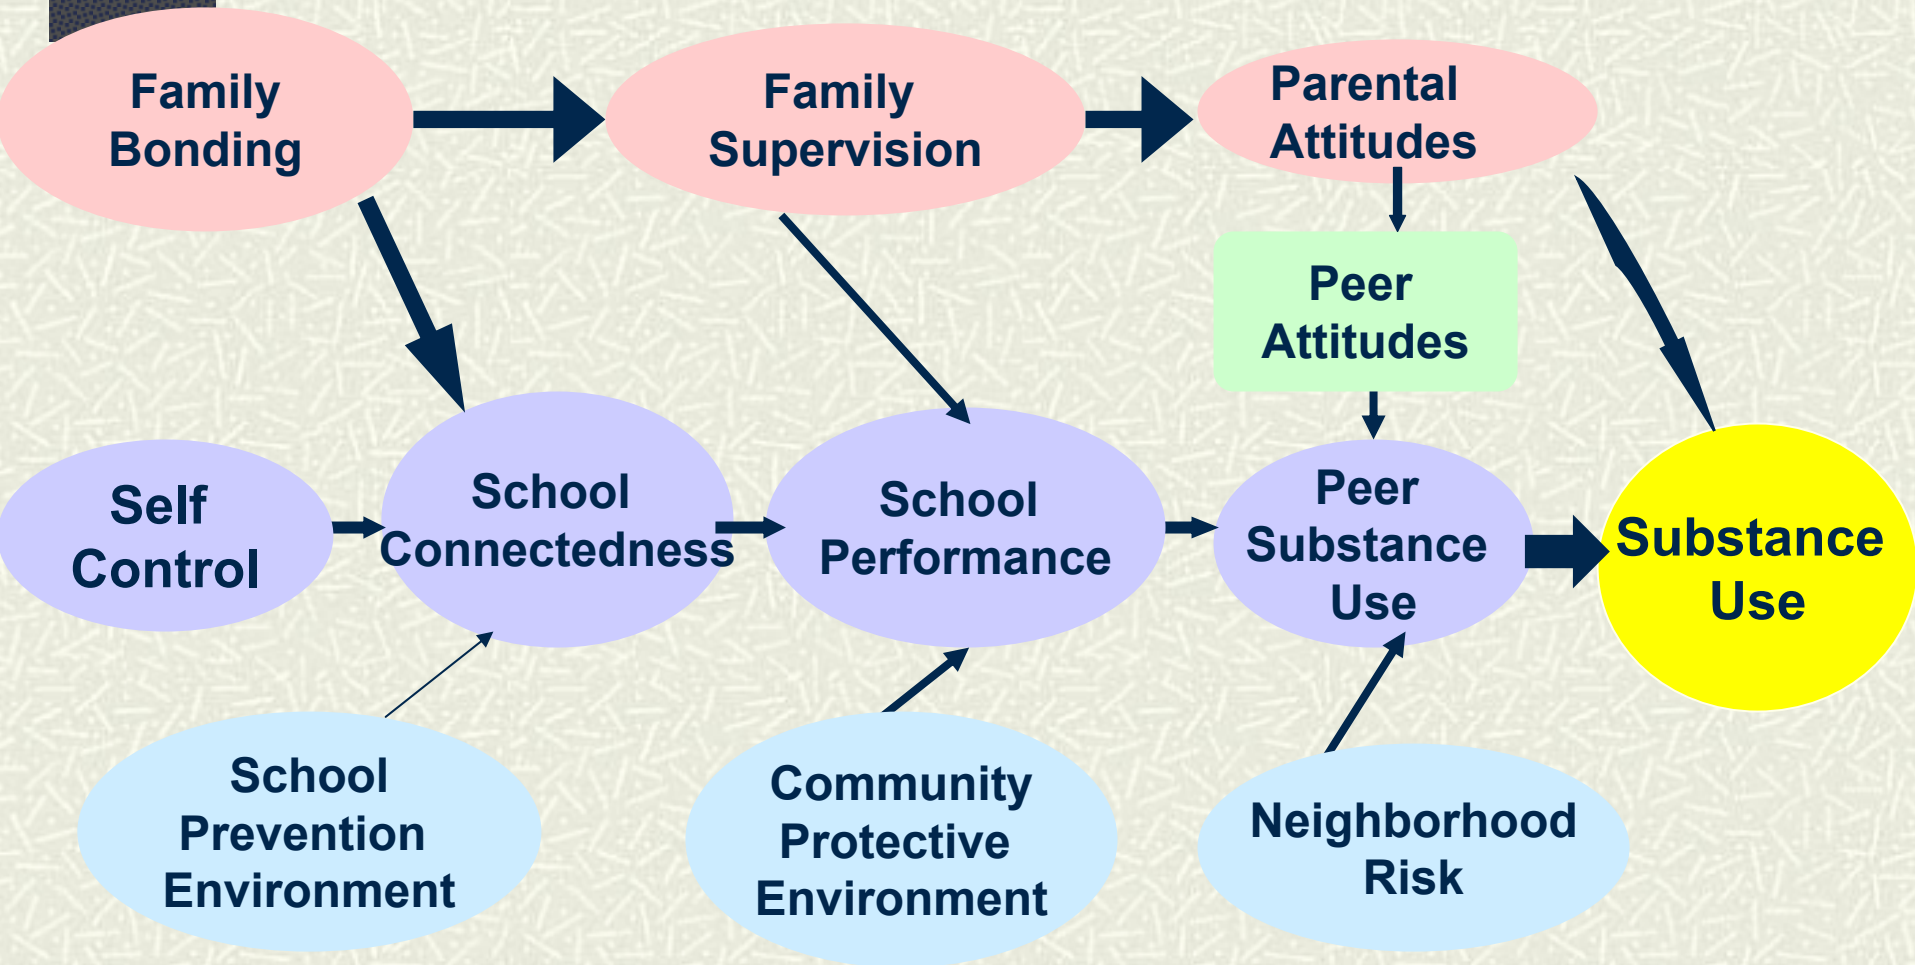 Family
Bonding
Family
Supervision
Parental
Attitudes
Peer
Attitudes
Self
Control
School
Connectedness
School
Performance
Peer
Substance
Use
Substance
Use
School
Prevention
Environment
Community
Protective
Environment
Neighborhood
Risk